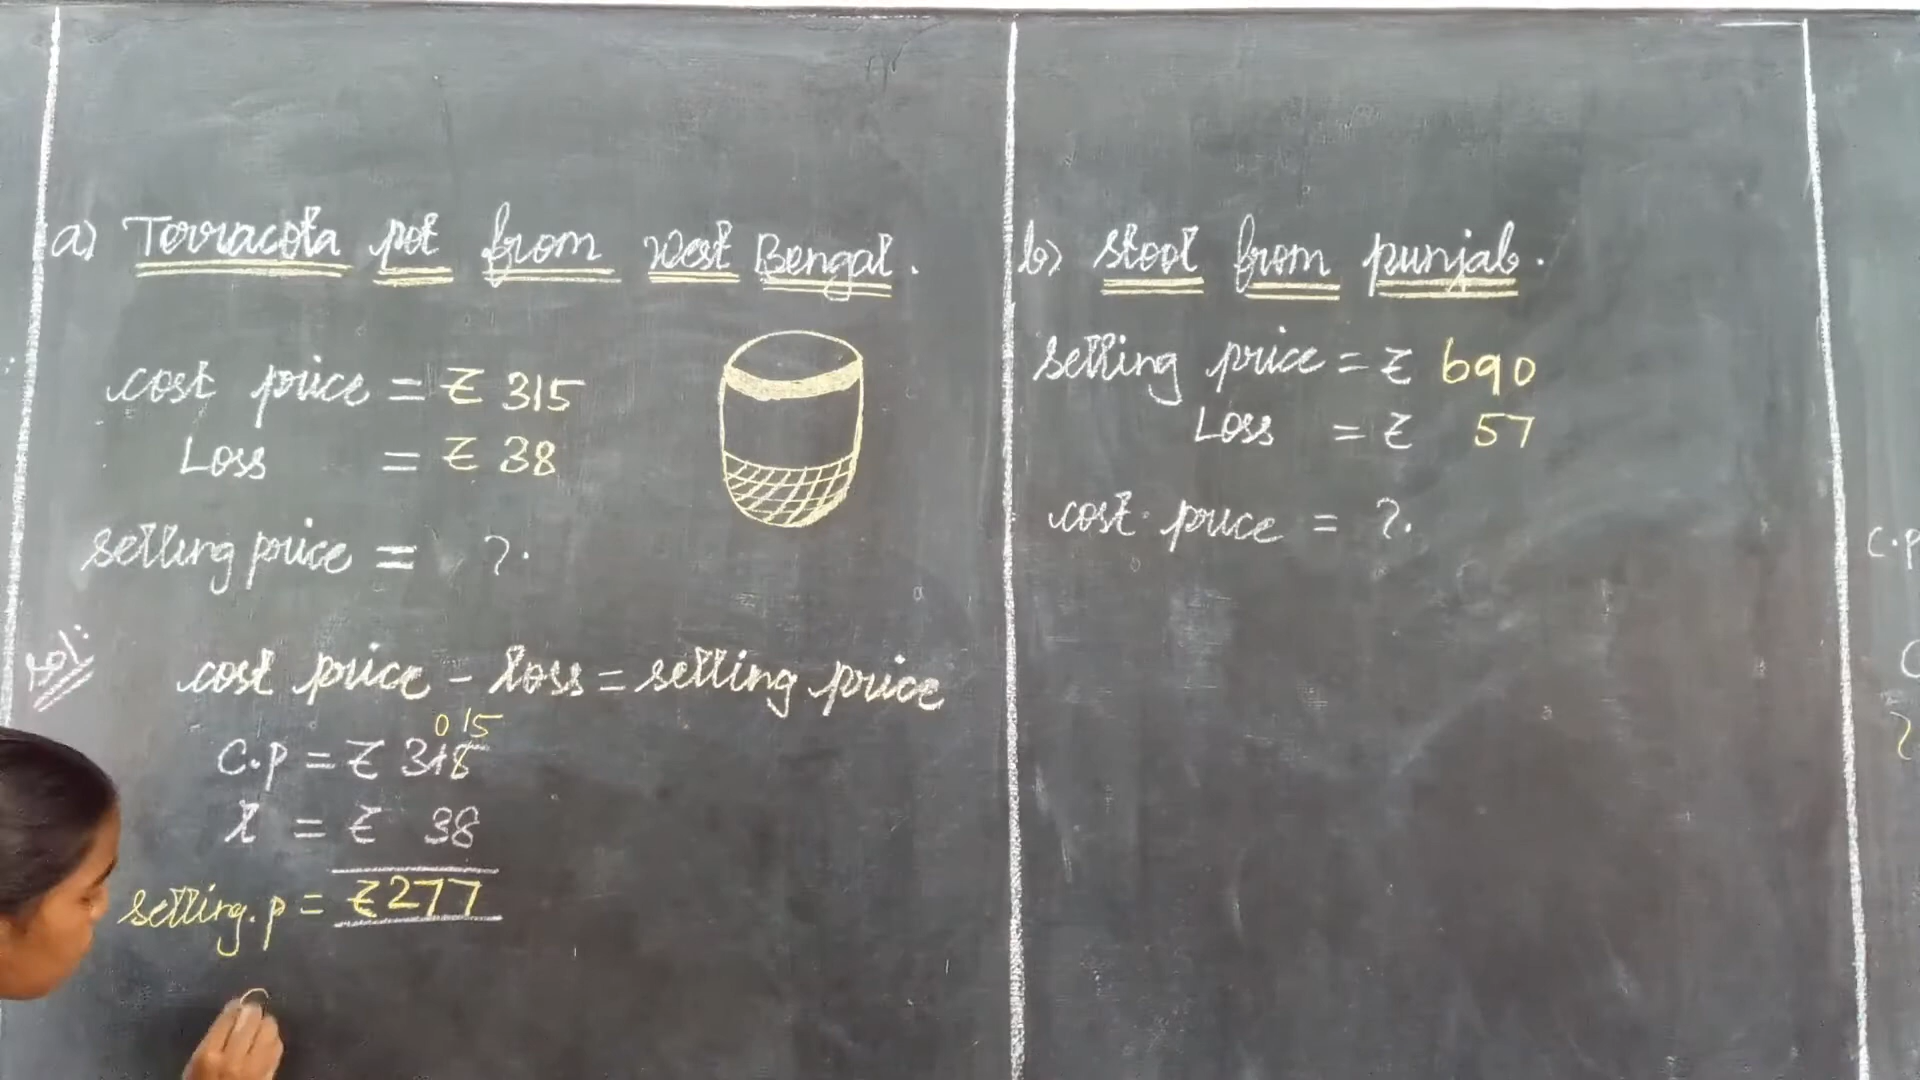 a) Terracota pot from West Bengal.
cost price = ₹ 315
Loss = ₹ 38
selling price = ?.
Sol:
cost price - loss = selling price
0 15
C.P = ₹ 315
L = ₹ 38
selling.p = ₹277
b) stool from punjab.
selling price = ₹ 690
Loss = ₹ 57
cost price = ?.
C.P